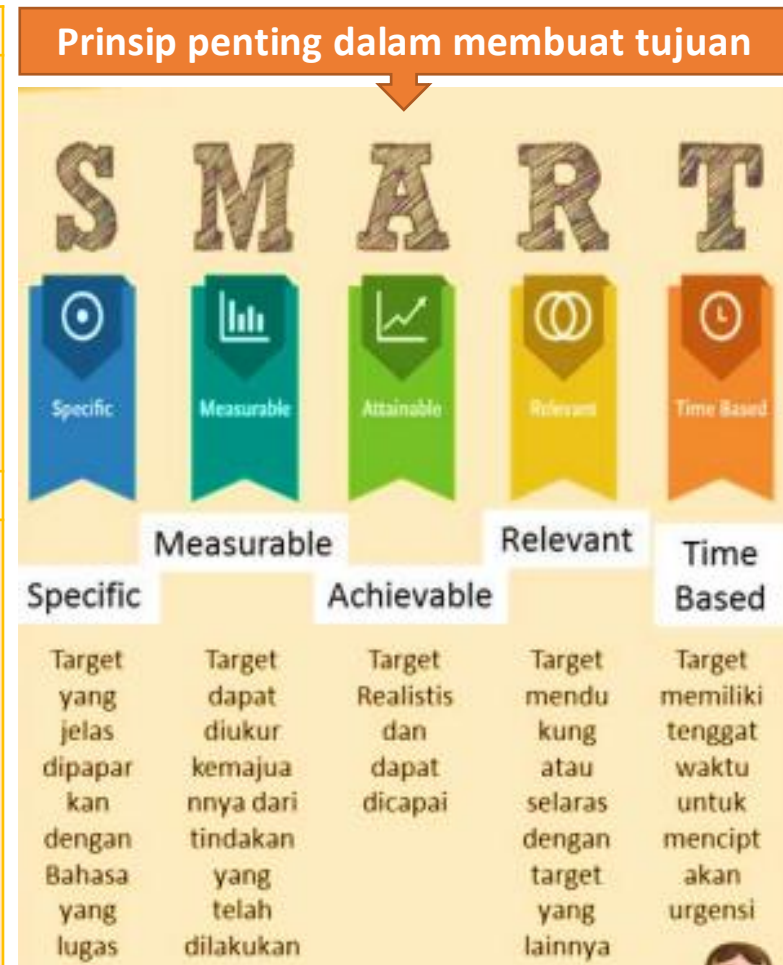 Prinsip penting dalam membuat tujuan
S M A R T
Specific
Measurable
Attainable
Relevant
Time Based
Specific
Measurable
Achievable
Relevant
Time
Based
Target
yang
jelas
dipapar
kan
dengan
Bahasa
yang
lugas
Target
dapat
diukur
kemajua
nnya dari
tindakan
yang
telah
dilakukan
Target
Realistis
dan
dapat
dicapai
Target
mendu
kung
atau
selaras
dengan
target
yang
lainnya
Target
memiliki
tenggat
waktu
untuk
mencipt
akan
urgensi